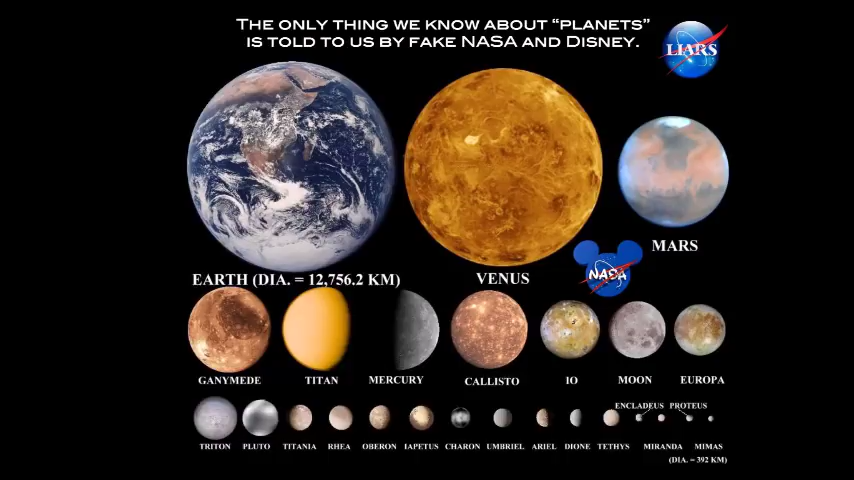 THE ONLY THING WE KNOW ABOUT “PLANETS”
IS TOLD TO US BY FAKE NASA AND DISNEY.
LIARS
MARS
EARTH (DIA. = 12,756.2 KM)
VENUS
NASA
GANYMEDE
TITAN
MERCURY
CALLISTO
IO
MOON
EUROPA
ENCLADEUS
PROTEUS
TRITON
PLUTO
TITANIA
RHEA
OBERON
IAPETUS
CHARON
UMBRIEL
ARIEL
DIONE
TETHYS
MIRANDA
MIMAS
(DIA. = 392 KM)